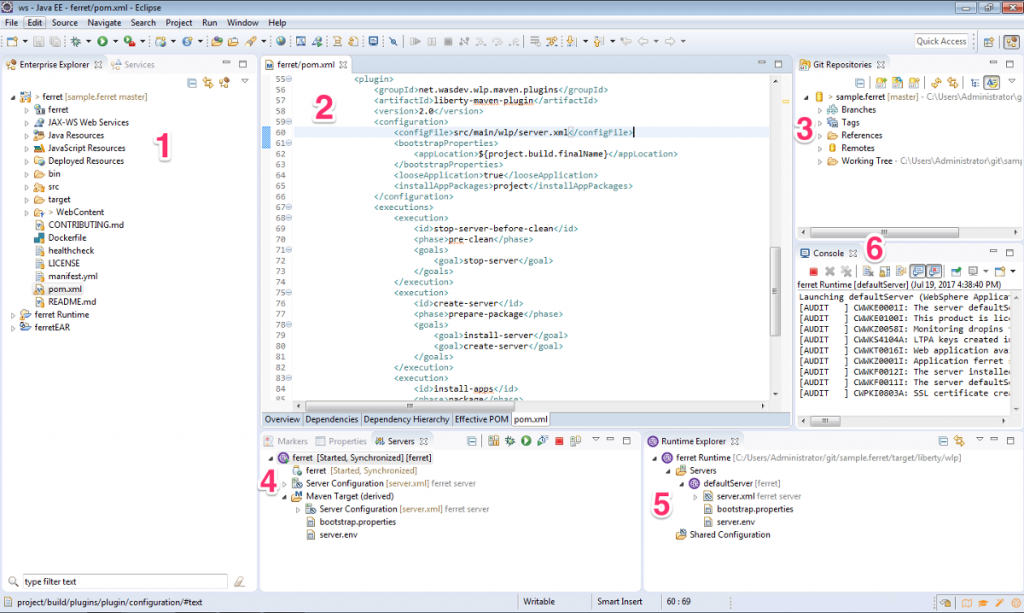 ws - Java EE - ferret/pom.xml - Eclipse
File Edit Source Navigate Search Project Run Window Help
Quick Access
Enterprise Explorer Services
ferret [sample.ferret master]
ferret
JAX-WS Web Services
Java Resources
JavaScript Resources
Deployed Resources
bin
src
target
> WebContent
CONTRIBUTING.md
Dockerfile
healthcheck
LICENSE
manifest.yml
pom.xml
README.md
ferret Runtime
ferretEAR
1
type filter text
ferret/pom.xml
2
55 <plugin>
56 <groupId>net.wasdev.wlp.maven.plugins</groupId>
57 <artifactId>liberty-maven-plugin</artifactId>
58 <version>2.0</version>
59 <configuration>
60 <configFile>src/main/wlp/server.xml</configFile>
61 <bootstrapProperties>
62 <appLocation>${project.build.finalName}</appLocation>
63 </bootstrapProperties>
64 <looseApplication>true</looseApplication>
65 <installAppPackages>project</installAppPackages>
66 </configuration>
67 <executions>
68 <execution>
69 <id>stop-server-before-clean</id>
70 <phase>pre-clean</phase>
71 <goals>
72 <goal>stop-server</goal>
73 </goals>
74 </execution>
75 <execution>
76 <id>create-server</id>
77 <phase>prepare-package</phase>
78 <goals>
79 <goal>install-server</goal>
80 <goal>create-server</goal>
81 </goals>
82 </execution>
83 <execution>
84 <id>install-apps</id>
85 <phase>package</phase>
Overview Dependencies Dependency Hierarchy Effective POM pom.xml
Git Repositories
> sample.ferret [master] - C:\Users\Administrator\g
Branches
Tags
References
Remotes
Working Tree - C:\Users\Administrator\git\samp
3
Console
6
ferret Runtime [defaultServer] (Jul 19, 2017 4:38:40 PM)
Launching defaultServer (WebSphere Applicat
[AUDIT ] CWWKE0001I: The server defaultSe
[AUDIT ] CWWKE0100I: This product is lice
[AUDIT ] CWWKZ0058I: Monitoring dropins f
[AUDIT ] CWWKS4104A: LTPA keys created in
[AUDIT ] CWWKT0016I: Web application avai
[AUDIT ] CWWKZ0001I: Application ferret s
[AUDIT ] CWWKF0012I: The server installed
[AUDIT ] CWWKF0011I: The server defaultSe
[AUDIT ] CWPKI0803A: SSL certificate crea
Markers Properties Servers
ferret [Started, Synchronized] [ferret]
ferret [Started, Synchronized]
Server Configuration [server.xml] ferret server
Maven Target (derived)
Server Configuration [server.xml] ferret server
bootstrap.properties
server.env
4
Runtime Explorer
ferret Runtime [C:/Users/Administrator/git/sample.ferret/target/liberty/wlp]
Servers
defaultServer [ferret]
server.xml ferret server
bootstrap.properties
server.env
Shared Configuration
5
project/build/plugins/plugin/configuration/#text
Writable
Smart Insert
60 : 69